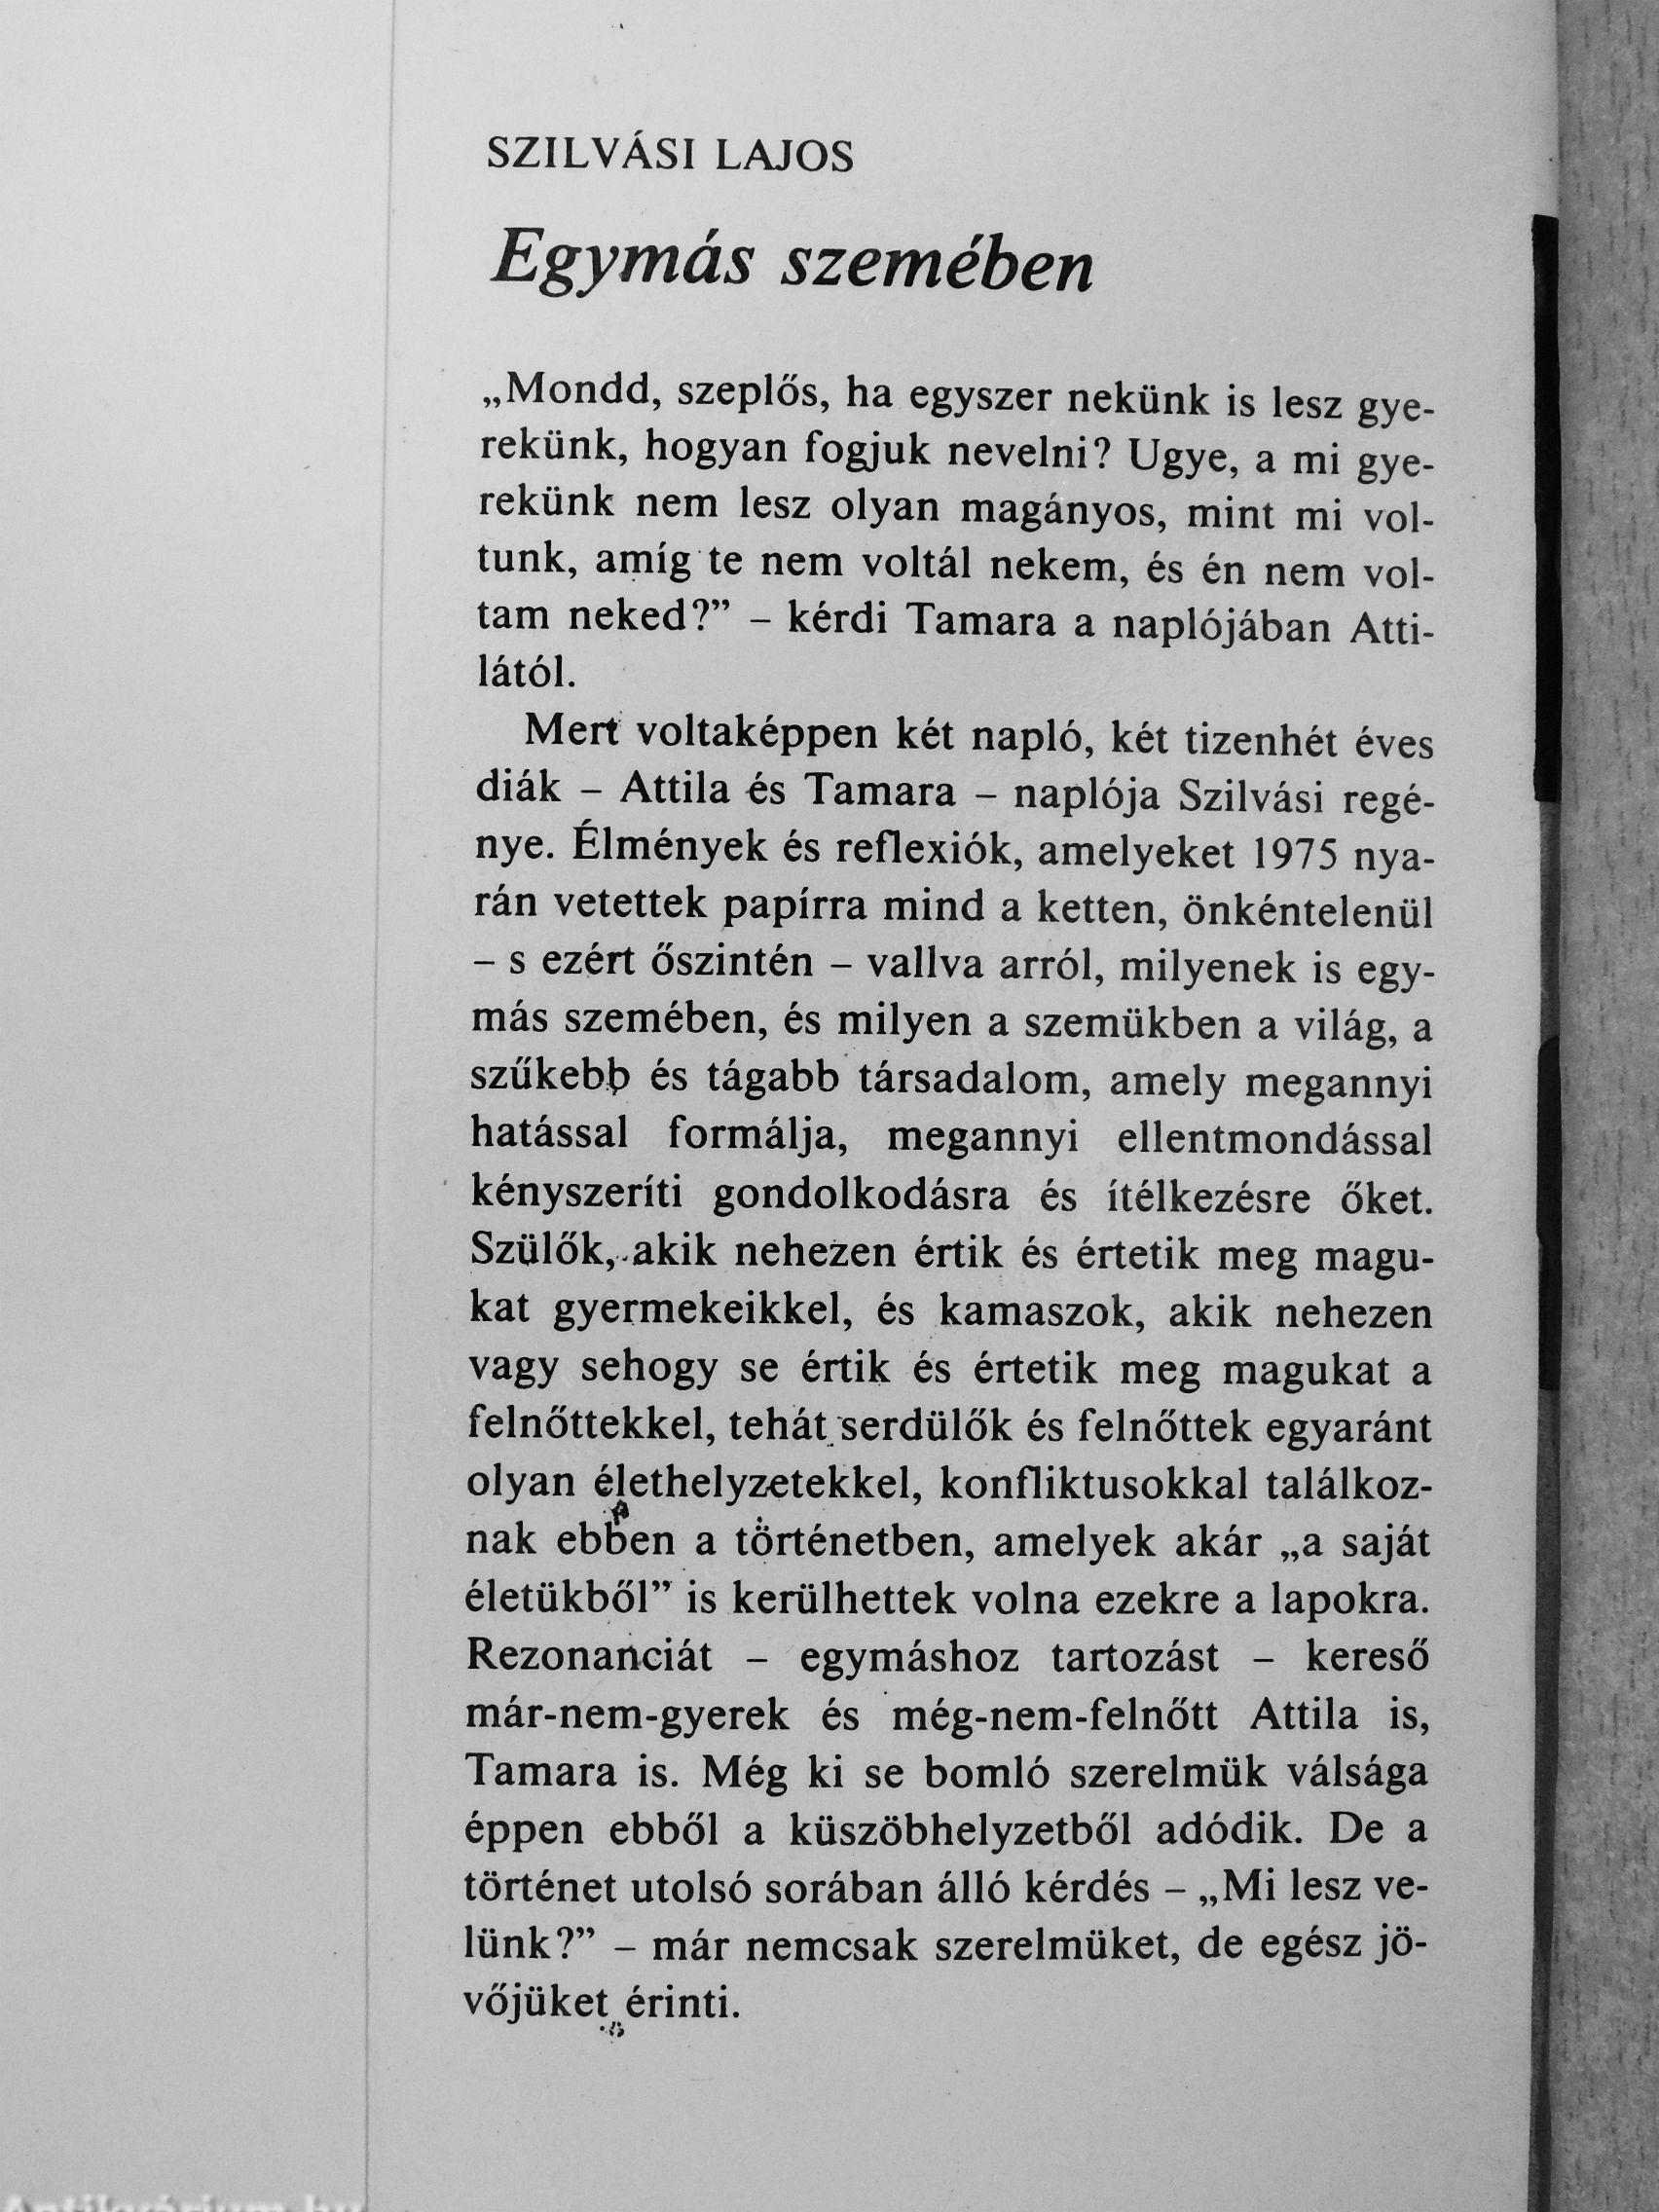 SZILVÁSI LAJOS
Egymás szemében
„Mondd, szeplős, ha egyszer nekünk is lesz gye-
rekünk, hogyan fogjuk nevelni? Ugye, a mi gye-
rekünk nem lesz olyan magányos, mint mi vol-
tunk, amíg te nem voltál nekem, és én nem vol-
tam neked?” – kérdi Tamara a naplójában Atti-
lától.
Mert voltaképpen két napló, két tizenhét éves
diák – Attila és Tamara – naplója Szilvási regé-
nye. Élmények és reflexiók, amelyeket 1975 nya-
rán vetettek papírra mind a ketten, önkéntelenül
– s ezért őszintén – vallva arról, milyenek is egy-
más szemében, és milyen a szemükben a világ, a
szűkebb és tágabb társadalom, amely megannyi
hatással formálja, megannyi ellentmondással
kényszeríti gondolkodásra és ítélkezésre őket.
Szülők, akik nehezen értik és értetik meg magu-
kat gyermekeikkel, és kamaszok, akik nehezen
vagy sehogy se értik és értetik meg magukat a
felnőttekkel, tehát serdülők és felnőttek egyaránt
olyan élethelyzetekkel, konfliktusokkal találkoz-
nak ebben a történetben, amelyek akár „a saját
életükből” is kerülhettek volna ezekre a lapokra.
Rezonanciát – egymáshoz tartozást – kereső
már-nem-gyerek és még-nem-felnőtt Attila is,
Tamara is. Még ki se bomló szerelmük válsága
éppen ebből a küszöbhelyzetből adódik. De a
történet utolsó sorában álló kérdés – „Mi lesz ve-
lünk?” – már nemcsak szerelmüket, de egész jö-
vőjüket érinti.